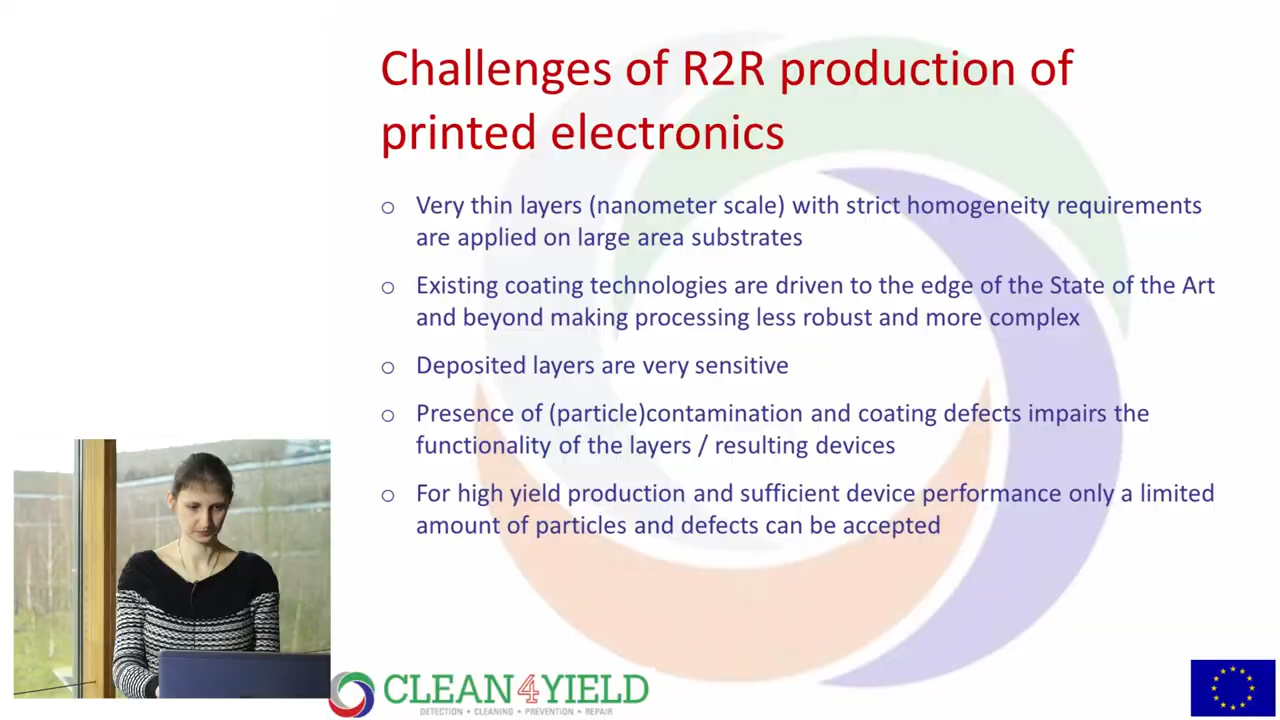 Challenges of R2R production of
printed electronics
o Very thin layers (nanometer scale) with strict homogeneity requirements
are applied on large area substrates
o Existing coating technologies are driven to the edge of the State of the Art
and beyond making processing less robust and more complex
o Deposited layers are very sensitive
o Presence of (particle)contamination and coating defects impairs the
functionality of the layers / resulting devices
o For high yield production and sufficient device performance only a limited
amount of particles and defects can be accepted
CLEAN4YIELD
DETECTION • CLEANING • PREVENTION • REPAIR